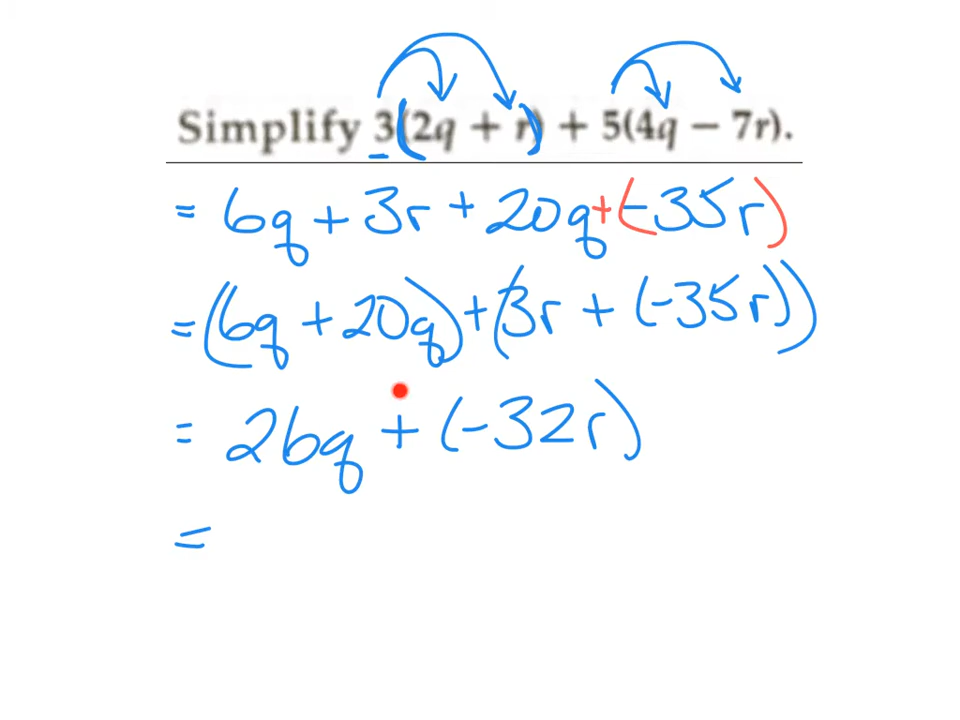 Simplify 3(2q + r) + 5(4q − 7r).
= 6q + 3r + 20q + (-35r)
= (6q + 20q) + (3r + (-35r))
= 26q + (-32r)
=